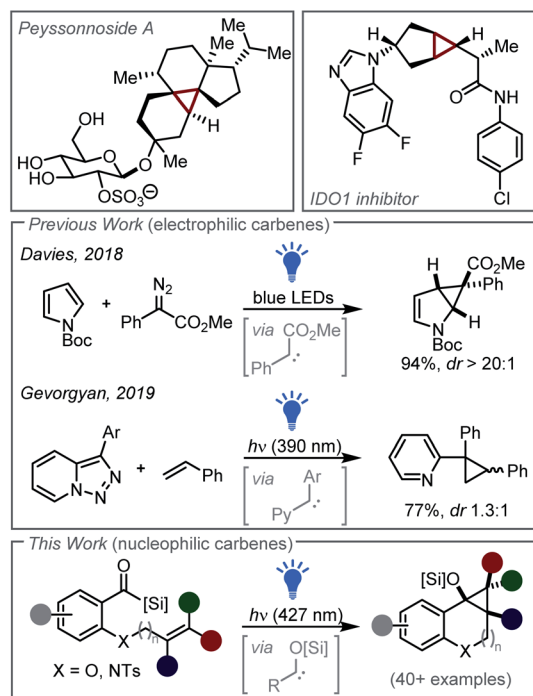 Peyssonnoside A
Me
Me
Me
H
OH
HO
HO
O
O
Me
OSO₃⊖
IDO1 inhibitor
H
H
Me
N
N
O
NH
F
F
Cl
Previous Work (electrophilic carbenes)
Davies, 2018
N
Boc
+
N₂
Ph
CO₂Me
blue LEDs
via
CO₂Me
Ph
:
H
CO₂Me
Ph
H
N
Boc
94%, dr > 20:1
Gevorgyan, 2019
Ar
N
N
N
+
Ph
hν (390 nm)
via
Ar
Py
:
Ph
Ph
N
77%, dr 1.3:1
This Work (nucleophilic carbenes)
O
[Si]
X
( )n
X = O, NTs
hν (427 nm)
via
O[Si]
R
:
[Si]O
X
( )n
(40+ examples)